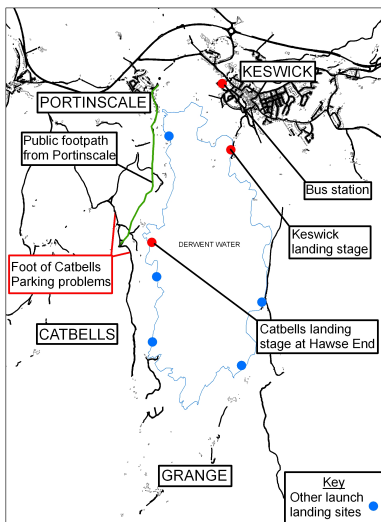 KESWICK
PORTINSCALE
Public footpath
from Portinscale
Bus station
Keswick
landing stage
DERWENT WATER
Foot of Catbells
Parking problems
CATBELLS
Catbells landing
stage at Hawse End
GRANGE
Key
Other launch
landing sites